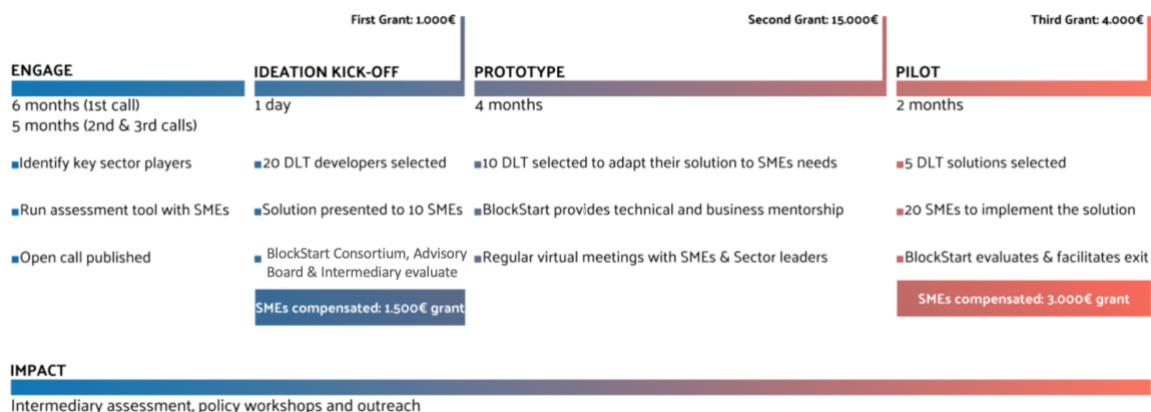 First Grant: 1.000€
Second Grant: 15.000€
Third Grant: 4.000€
ENGAGE
6 months (1st call)
5 months (2nd & 3rd calls)
Identify key sector players
Run assessment tool with SMEs
Open call published
IDEATION KICK-OFF
1 day
20 DLT developers selected
Solution presented to 10 SMEs
BlockStart Consortium, Advisory
Board & Intermediary evaluate
SMEs compensated: 1.500€ grant
PROTOTYPE
4 months
10 DLT selected to adapt their solution to SMEs needs
BlockStart provides technical and business mentorship
Regular virtual meetings with SMEs & Sector leaders
PILOT
2 months
5 DLT solutions selected
20 SMEs to implement the solution
BlockStart evaluates & facilitates exit
SMEs compensated: 3.000€ grant
IMPACT
Intermediary assessment, policy workshops and outreach